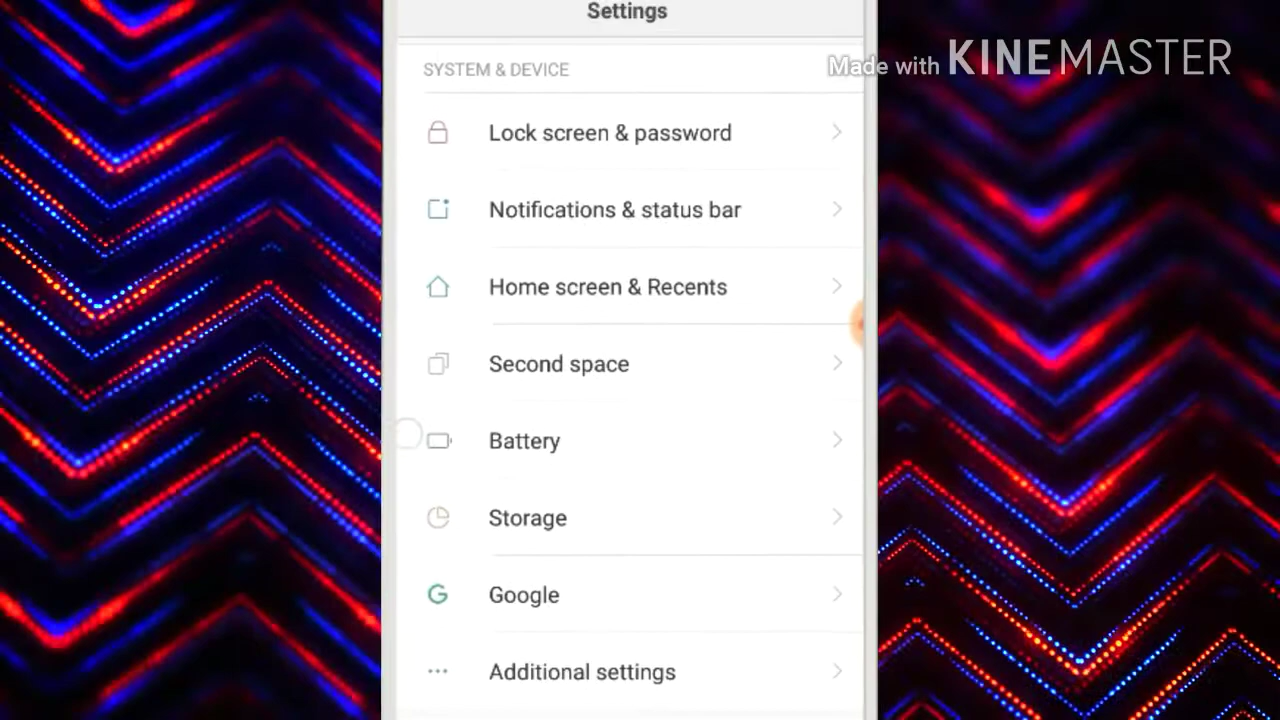 Settings
Made with KINEMASTER
SYSTEM & DEVICE
Lock screen & password
Notifications & status bar
Home screen & Recents
Second space
Battery
Storage
Google
Additional settings